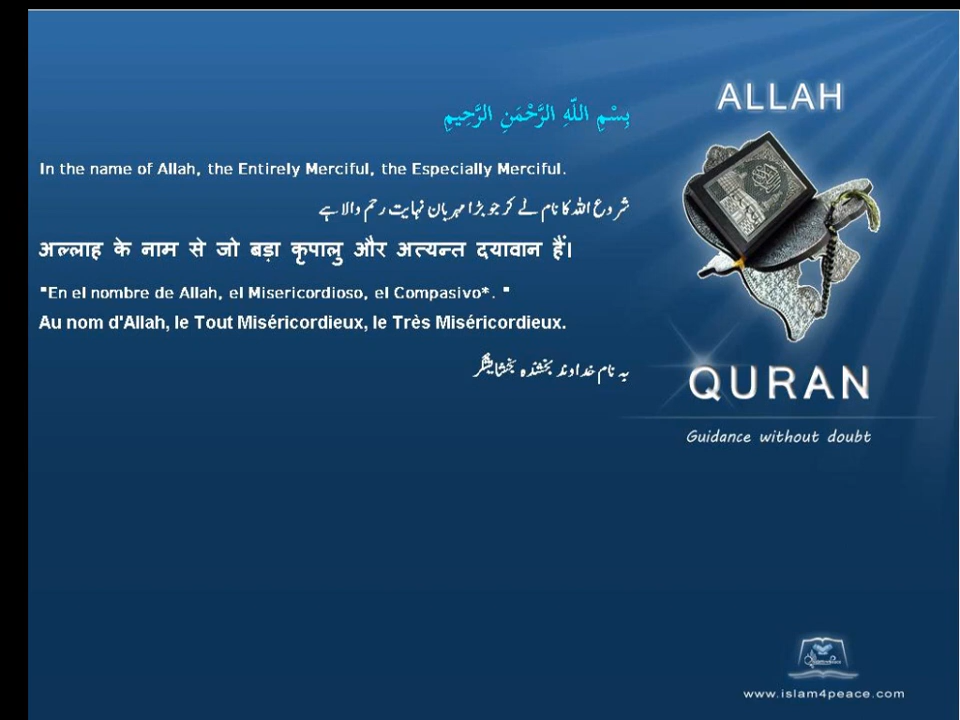 بِسْمِ اللَّهِ الرَّحْمَنِ الرَّحِيمِ
In the name of Allah, the Entirely Merciful, the Especially Merciful.
شروع اللہ کا نام لے کر جو بڑا مہربان نہایت رحم والا ہے
अल्लाह के नाम से जो बड़ा कृपालु और अत्यन्त दयावान हैं।
"En el nombre de Allah, el Misericordioso, el Compasivo*. "
Au nom d'Allah, le Tout Miséricordieux, le Très Miséricordieux.
به نام خداوند بخشنده بخشایشگر
ALLAH
QURAN
Guidance without doubt
www.islam4peace.com